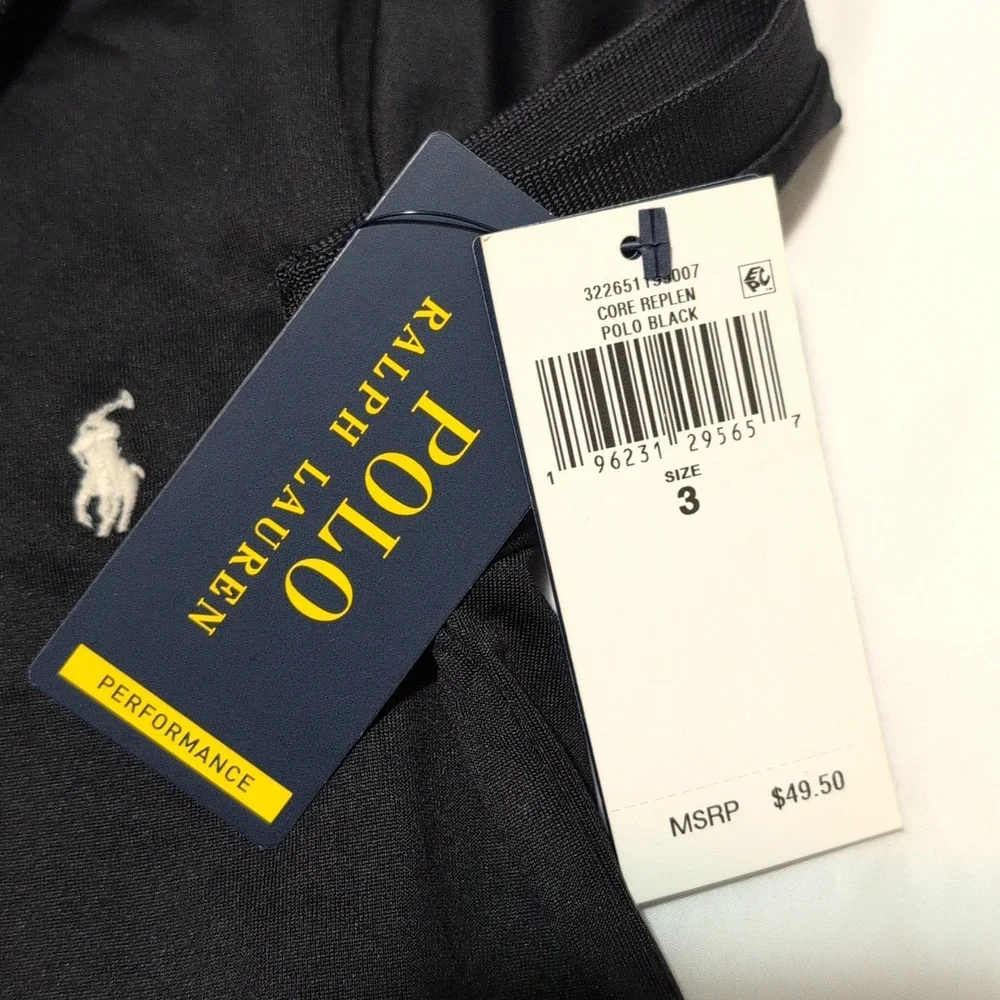 POLO
RALPH LAUREN
PERFORMANCE
CORE REPLEN
POLO BLACK
1 96231 29565 7
SIZE
3
MSRP $49.50